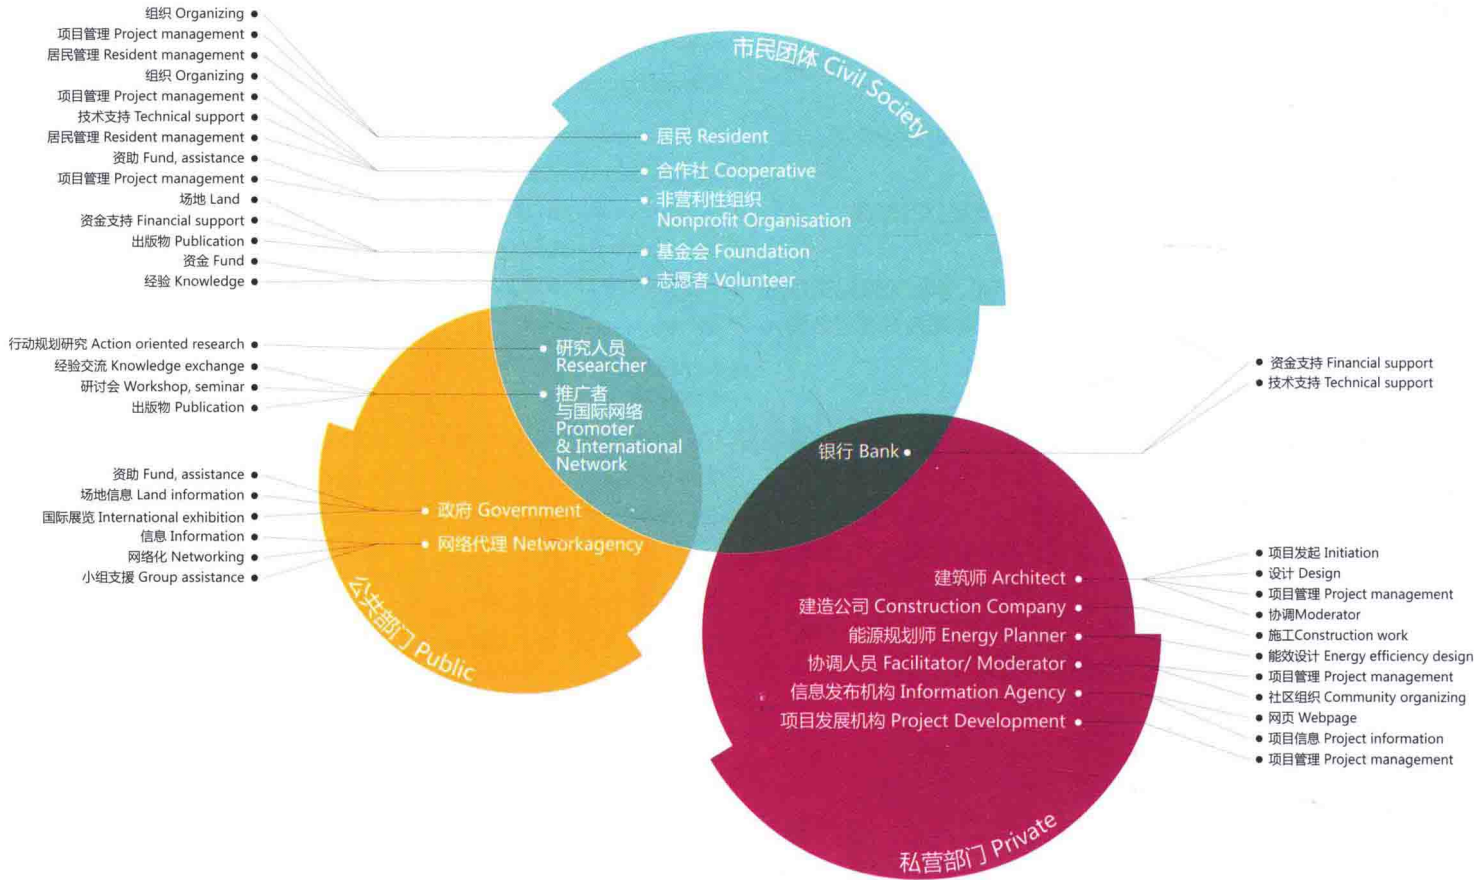 组织 Organizing
项目管理 Project management
居民管理 Resident management
组织 Organizing
项目管理 Project management
技术支持 Technical support
居民管理 Resident management
资助 Fund, assistance
项目管理 Project management
场地 Land
资金支持 Financial support
出版物 Publication
资金 Fund
经验 Knowledge
市民团体 Civil Society
居民 Resident
合作社 Cooperative
非营利性组织
Nonprofit Organisation
基金会 Foundation
志愿者 Volunteer
行动规划研究 Action oriented research
经验交流 Knowledge exchange
研讨会 Workshop, seminar
出版物 Publication
研究人员
Researcher
推广者
与国际网络
Promoter
& International
Network
资金支持 Financial support
技术支持 Technical support
银行 Bank
资助 Fund, assistance
场地信息 Land information
国际展览 International exhibition
信息 Information
网络化 Networking
小组支援 Group assistance
政府 Government
网络代理 Networkagency
公共部门 Public
建筑师 Architect
建造公司 Construction Company
能源规划师 Energy Planner
协调人员 Facilitator/ Moderator
信息发布机构 Information Agency
项目发展机构 Project Development
项目发起 Initiation
设计 Design
项目管理 Project management
协调Moderator
施工Construction work
能效设计 Energy efficiency design
项目管理 Project management
社区组织 Community organizing
网页 Webpage
项目信息 Project information
项目管理 Project management
私营部门 Private